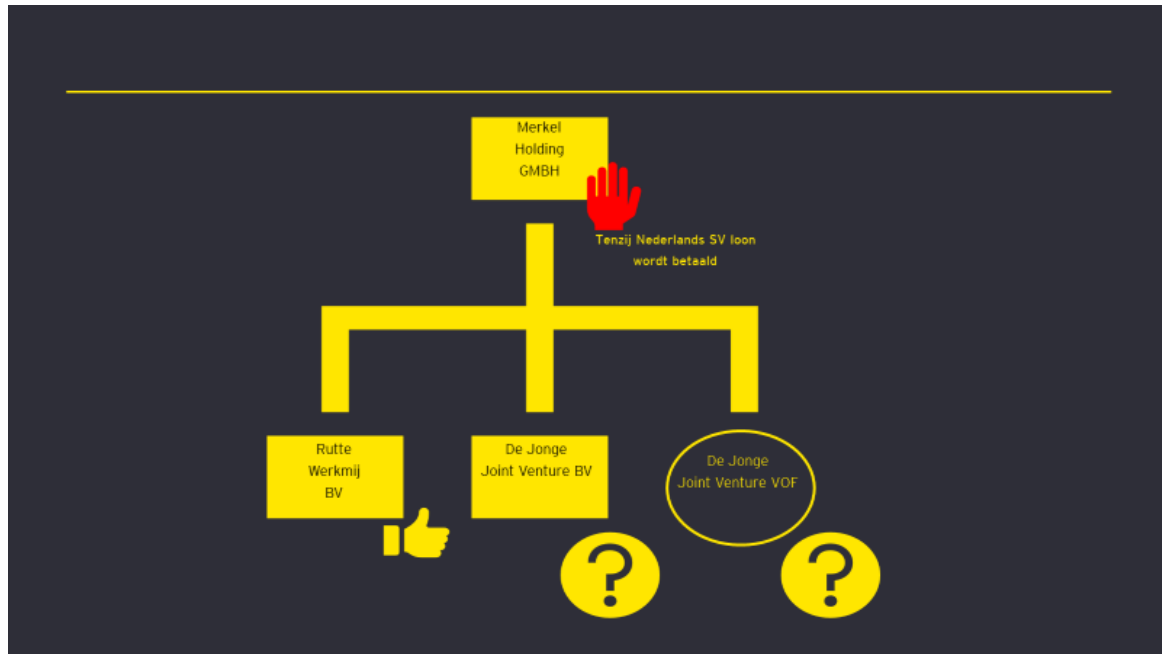 Merkel
Holding
GMBH
Tenzij Nederlands SV loon
wordt betaald
Rutte
Werkmij
BV
De Jonge
Joint Venture BV
De Jonge
Joint Venture VOF
?
?